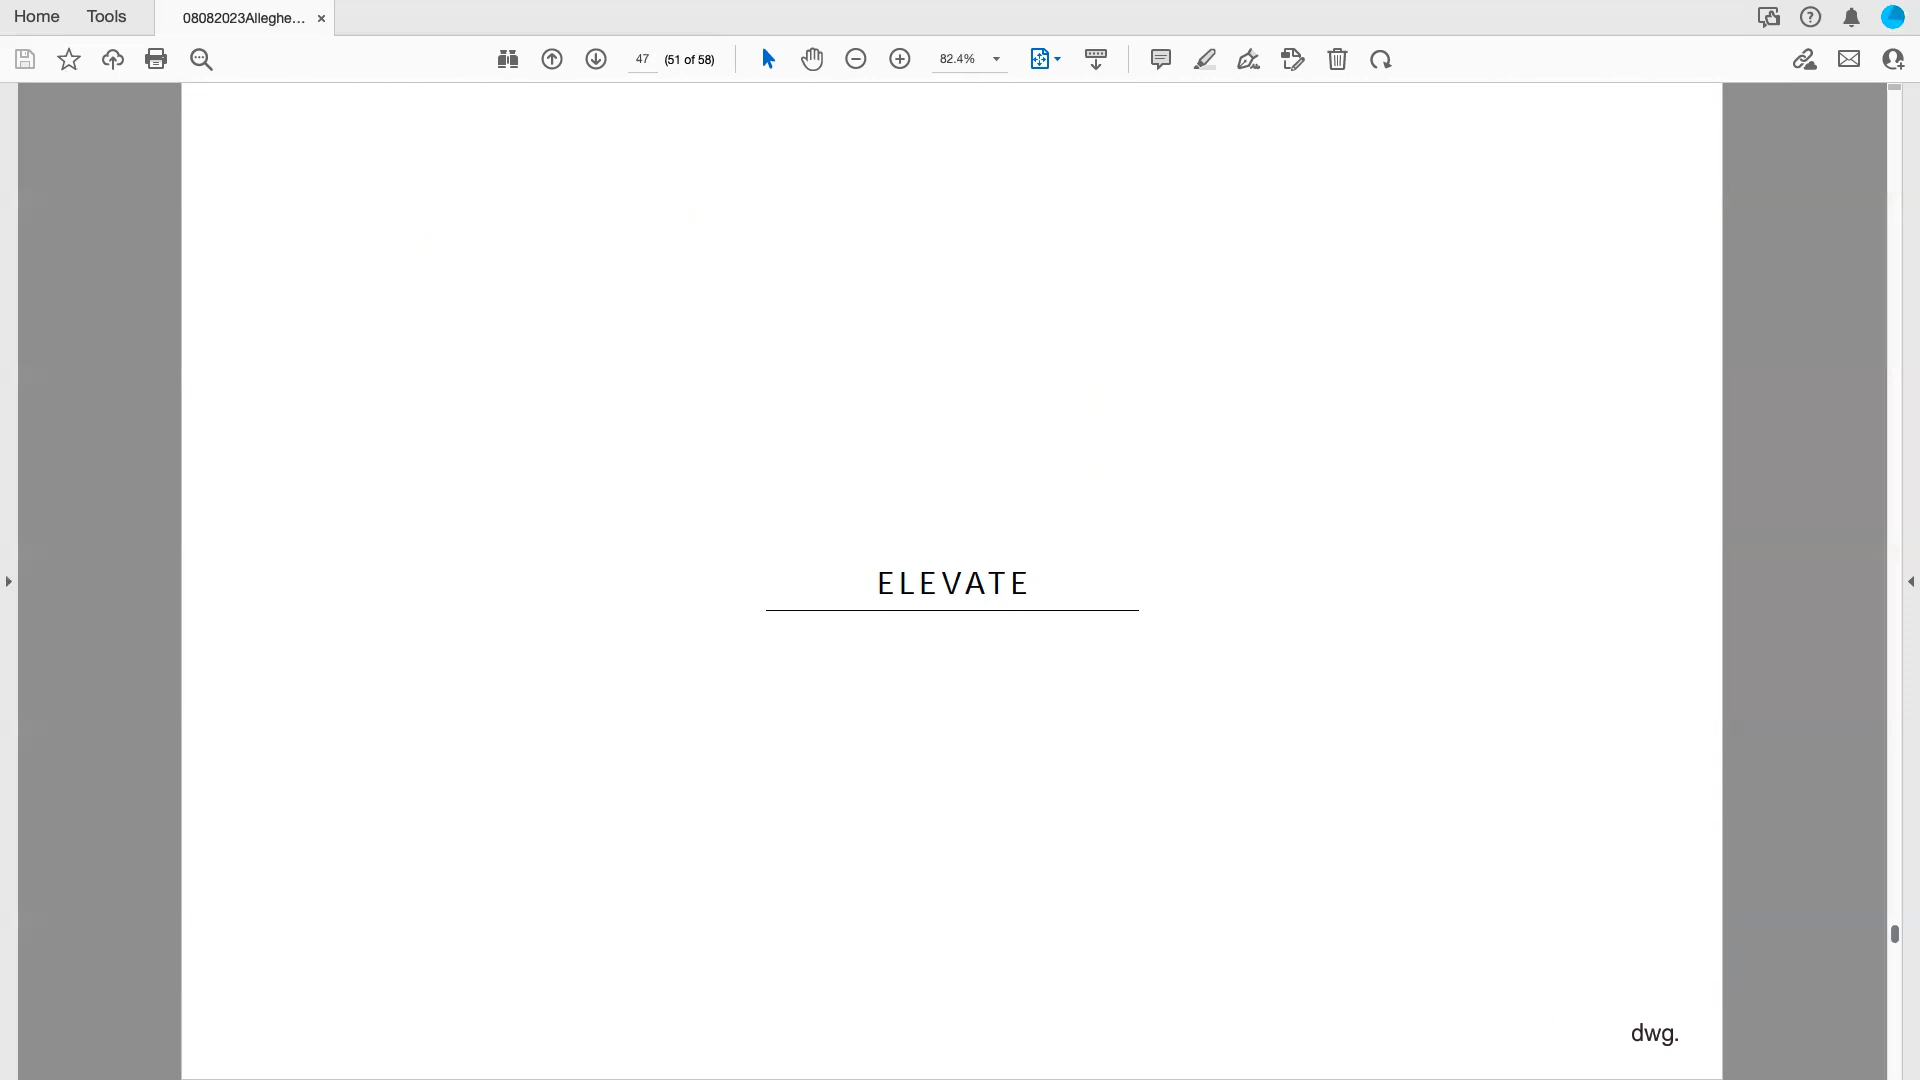 Home Tools 08082023Alleghe... ×
47 (51 of 58) 82.4%
ELEVATE
dwg.